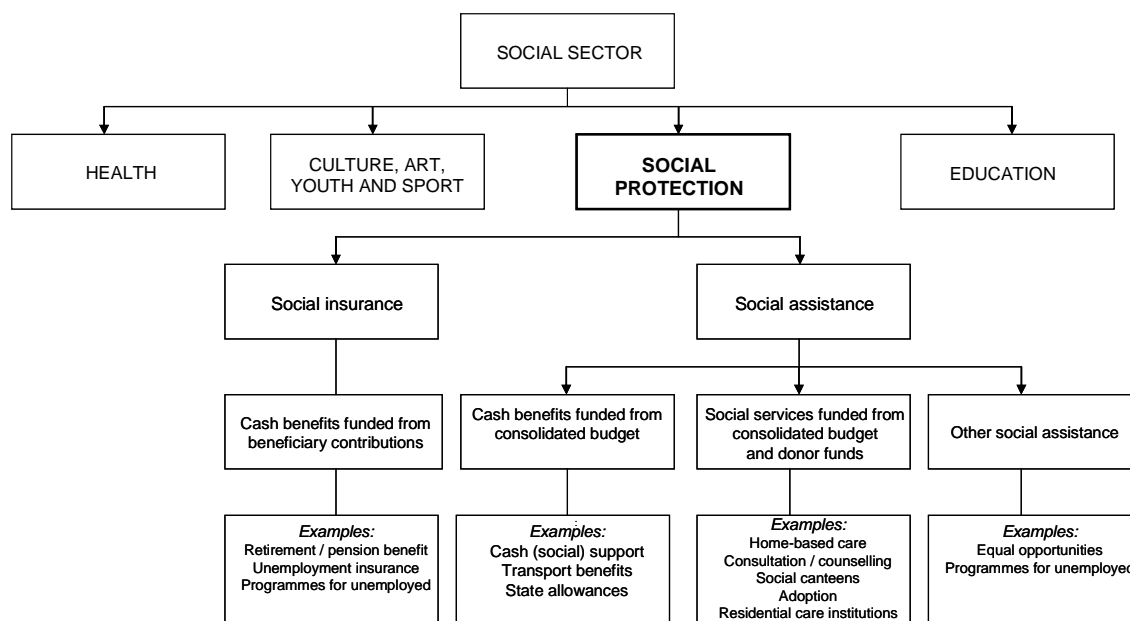 SOCIAL SECTOR
HEALTH
CULTURE, ART,
YOUTH AND SPORT
SOCIAL
PROTECTION
EDUCATION
Social insurance
Social assistance
Cash benefits funded from
beneficiary contributions
Cash benefits funded from
consolidated budget
Social services funded from
consolidated budget
and donor funds
Other social assistance
Examples:
Retirement / pension benefit
Unemployment insurance
Programmes for unemployed
Examples:
Cash (social) support
Transport benefits
State allowances
Examples:
Home-based care
Consultation / counselling
Social canteens
Adoption
Residential care institutions
Examples:
Equal opportunities
Programmes for unemployed